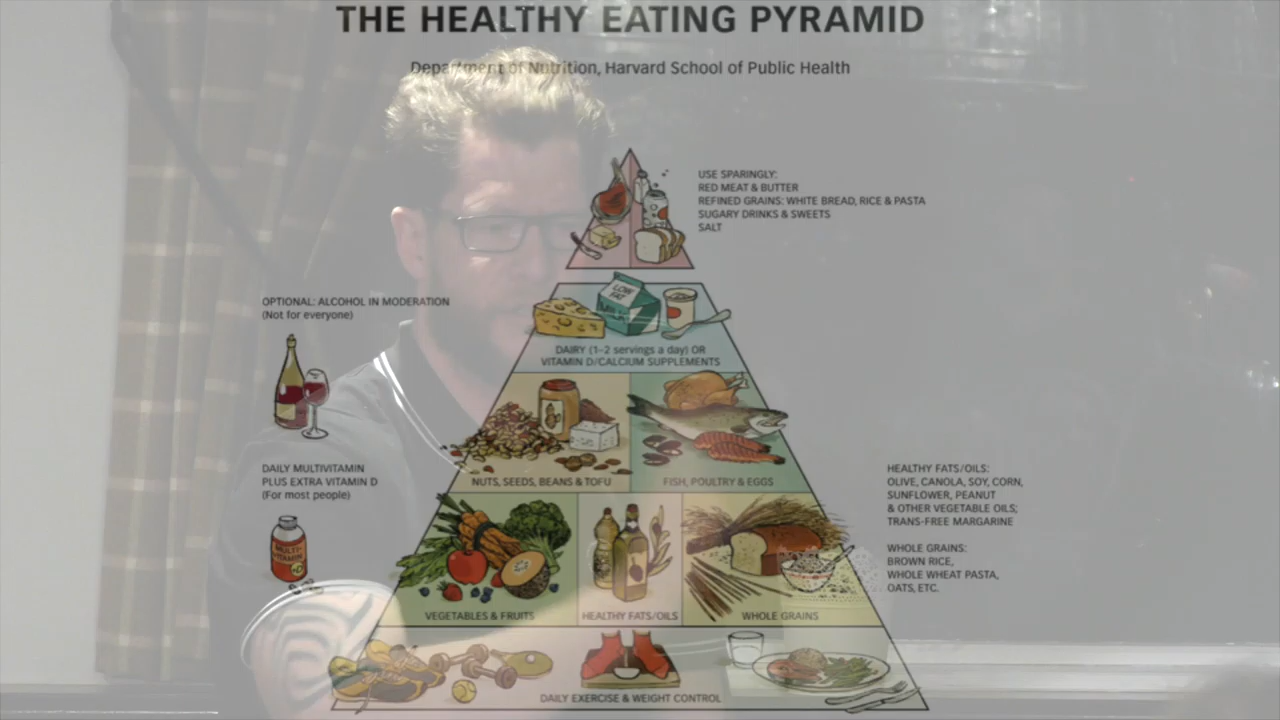 THE HEALTHY EATING PYRAMID
Department of Nutrition, Harvard School of Public Health
USE SPARINGLY:
RED MEAT & BUTTER
REFINED GRAINS: WHITE BREAD, RICE & PASTA
SUGARY DRINKS & SWEETS
SALT
OPTIONAL: ALCOHOL IN MODERATION
(Not for everyone)
LOW
FAT
MILK
DAIRY (1–2 servings a day) OR
VITAMIN D/CALCIUM SUPPLEMENTS
DAILY MULTIVITAMIN
PLUS EXTRA VITAMIN D
(For most people)
MULTI-
VITAMIN
+D
NUTS, SEEDS, BEANS & TOFU
FISH, POULTRY & EGGS
HEALTHY FATS/OILS:
OLIVE, CANOLA, SOY, CORN,
SUNFLOWER, PEANUT
& OTHER VEGETABLE OILS;
TRANS-FREE MARGARINE
WHOLE GRAINS:
BROWN RICE,
WHOLE WHEAT PASTA,
OATS, ETC.
VEGETABLES & FRUITS
HEALTHY FATS/OILS
WHOLE GRAINS
DAILY EXERCISE & WEIGHT CONTROL